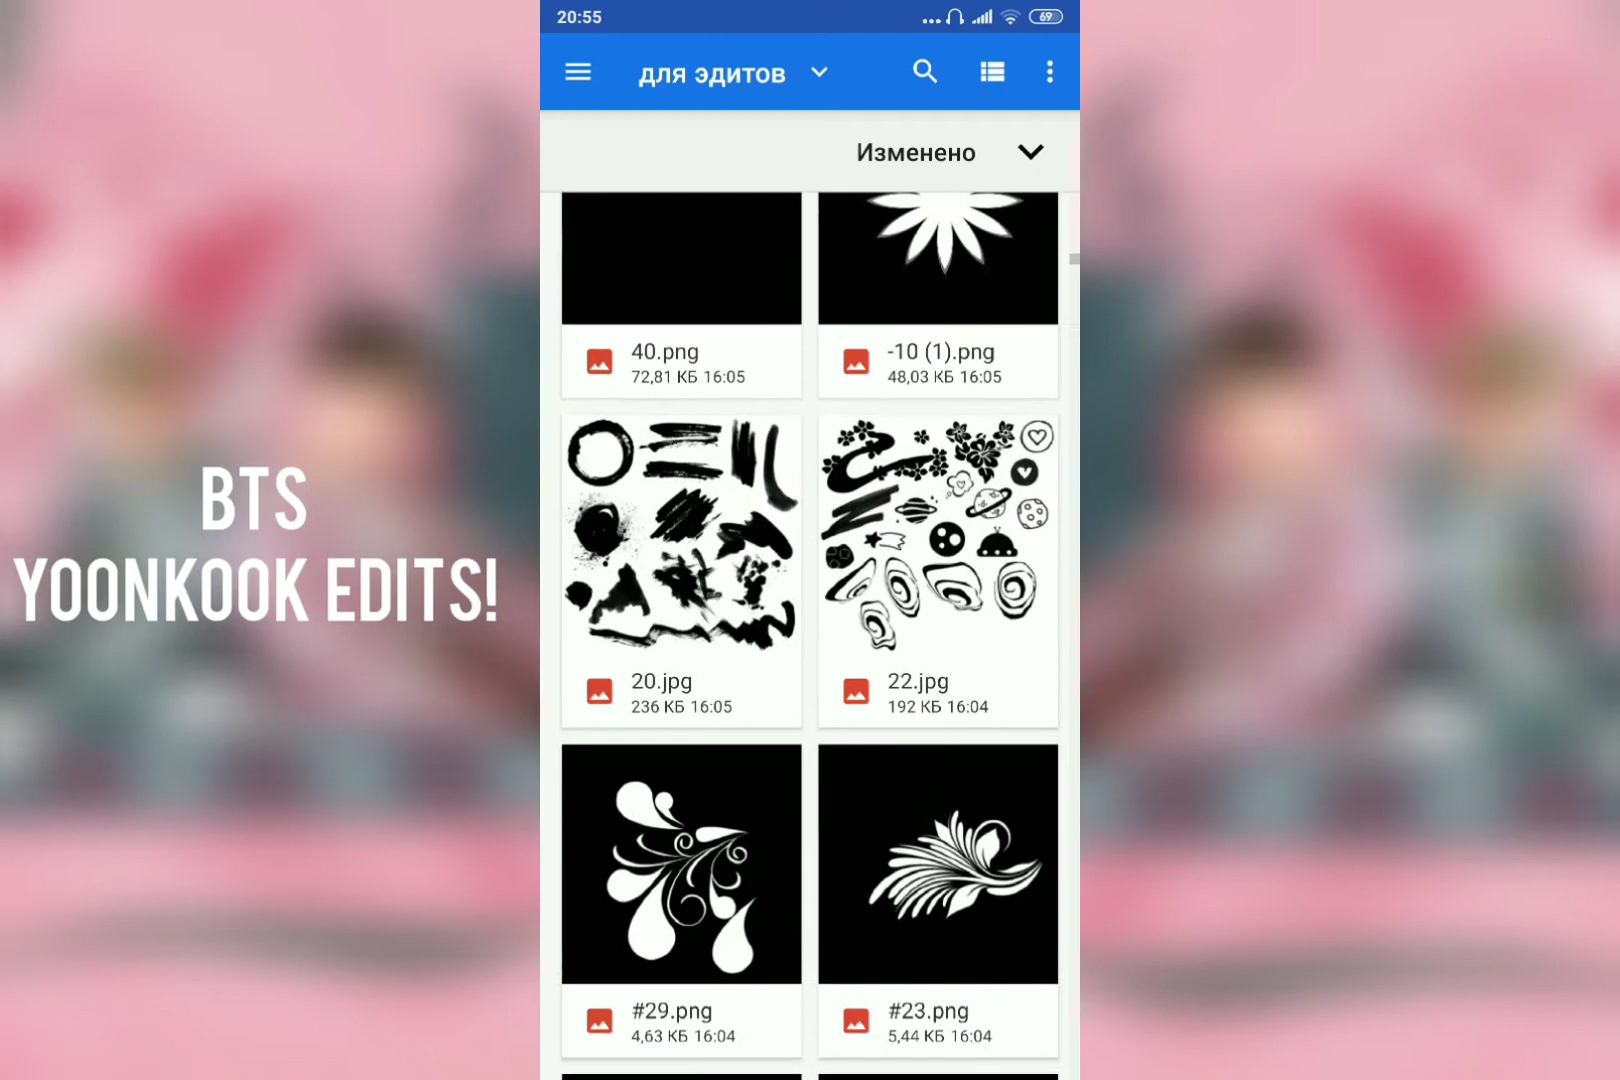 20:55
69
для эдитов
Изменено
40.png
72,81 КБ 16:05
-10 (1).png
48,03 КБ 16:05
20.jpg
236 КБ 16:05
22.jpg
192 КБ 16:04
#29.png
4,63 КБ 16:04
#23.png
5,44 КБ 16:04
BTS
YOONKOOK EDITS!